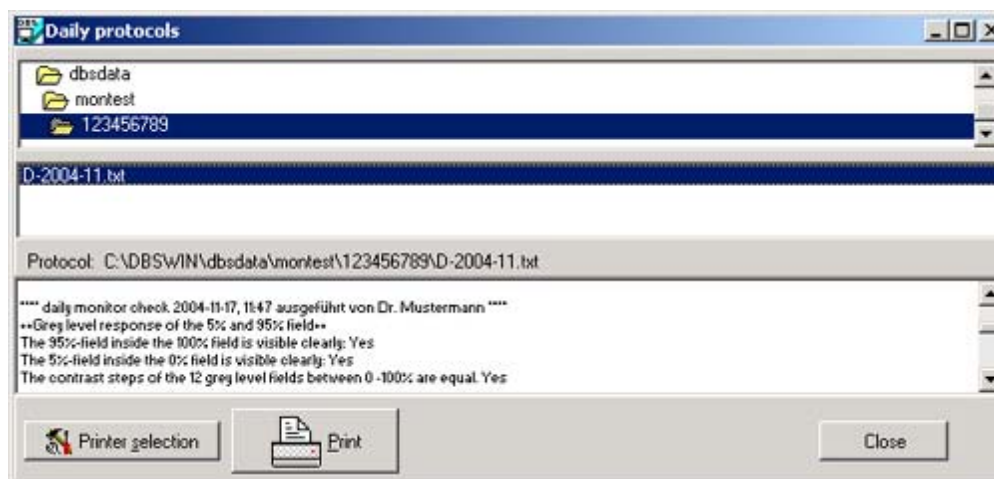 Daily protocols
dbsdata
montest
123456789
D-2004-11.txt
Protocol: C:\DBSWIN\dbsdata\montest\123456789\D-2004-11.txt
**** daily monitor check 2004-11-17, 11:47 ausgeführt von Dr. Mustermann ****
++Grey level response of the 5% and 95% field++
The 95%-field inside the 100% field is visible clearly: Yes
The 5%-field inside the 0% field is visible clearly: Yes
The contrast steps of the 12 grey level fields between 0 -100% are equal: Yes
Printer selection
Print
Close